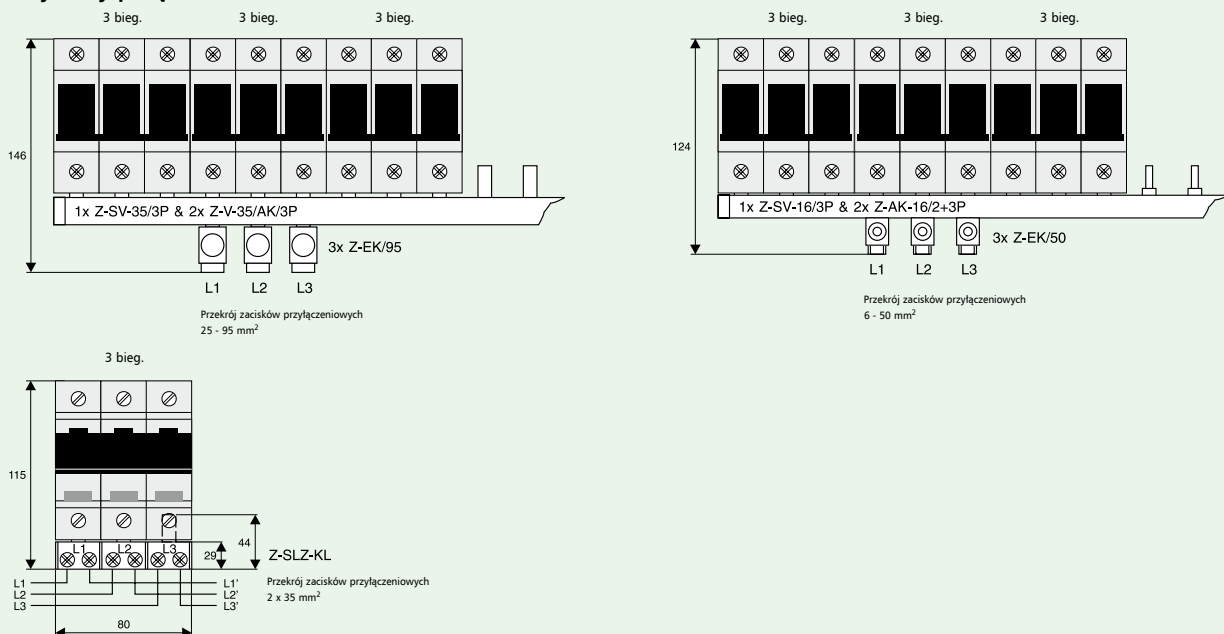 3 bieg. 3 bieg. 3 bieg.
146
1x Z-SV-35/3P & 2x Z-V-35/AK/3P
3x Z-EK/95
L1 L2 L3
Przekrój zacisków przyłączeniowych
25 - 95 mm²
3 bieg. 3 bieg. 3 bieg.
124
1x Z-SV-16/3P & 2x Z-AK-16/2+3P
3x Z-EK/50
L1 L2 L3
Przekrój zacisków przyłączeniowych
6 - 50 mm²
3 bieg.
115
L1 L2 L3
29
44
Z-SLZ-KL
Przekrój zacisków przyłączeniowych
2 x 35 mm²
L1 L1'
L2 L2'
L3 L3'
80